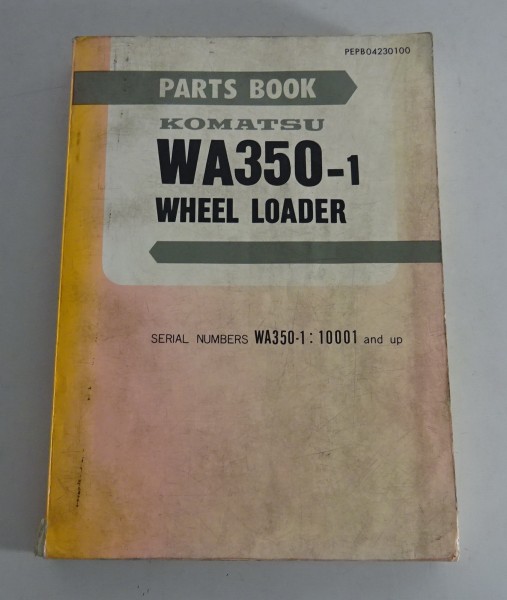 PEPB04230100
PARTS BOOK
KOMATSU
WA350-1
WHEEL LOADER
SERIAL NUMBERS WA350-1: 10001 and up